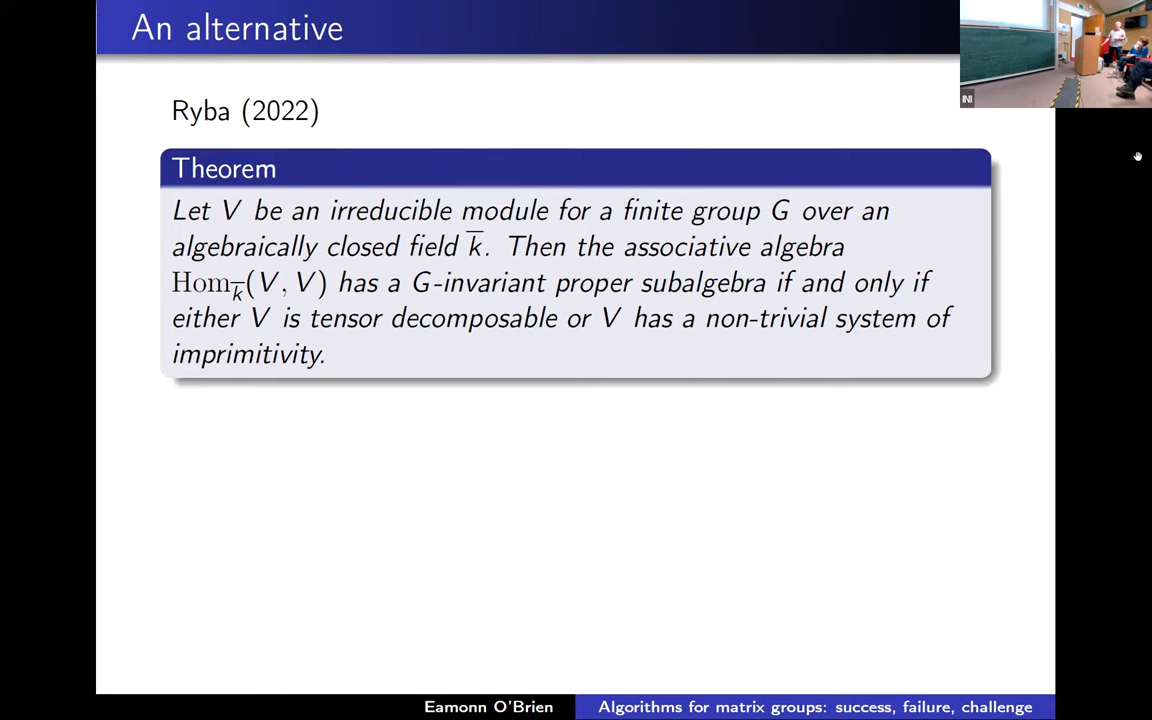 An alternative
INI
Ryba (2022)
Theorem
Let V be an irreducible module for a finite group G over an
algebraically closed field k̅. Then the associative algebra
Hom_k̅(V, V) has a G-invariant proper subalgebra if and only if
either V is tensor decomposable or V has a non-trivial system of
imprimitivity.
Eamonn O'Brien
Algorithms for matrix groups: success, failure, challenge